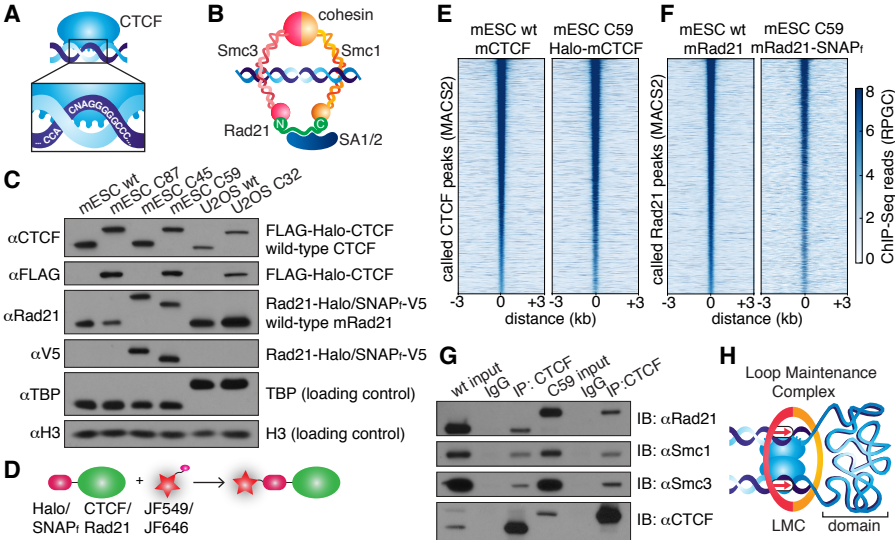 A
CTCF
... CCA
CNAGGGGGCCC...
B
cohesin
Smc3
Smc1
Rad21
N
C
SA1/2
C
mESC wt
mESC C87
mESC C45
mESC C59
U2OS wt
U2OS C32
αCTCF
FLAG-Halo-CTCF
wild-type CTCF
αFLAG
FLAG-Halo-CTCF
αRad21
Rad21-Halo/SNAPf-V5
wild-type mRad21
αV5
Rad21-Halo/SNAPf-V5
αTBP
TBP (loading control)
αH3
H3 (loading control)
D
+
Halo/
SNAPf
CTCF/
Rad21
JF549/
JF646
E
mESC wt
mCTCF
mESC C59
Halo-mCTCF
called CTCF peaks (MACS2)
-3 0 +3
-3 0 +3
distance (kb)
F
mESC wt
mRad21
mESC C59
mRad21-SNAPf
called Rad21 peaks (MACS2)
-3 0 +3
-3 0 +3
distance (kb)
8
6
4
2
0
ChIP-Seq reads (RPGC)
G
wt input
IgG
IP: CTCF
C59 input
IgG
IP:CTCF
IB: αRad21
IB: αSmc1
IB: αSmc3
IB: αCTCF
H
Loop Maintenance
Complex
LMC
domain